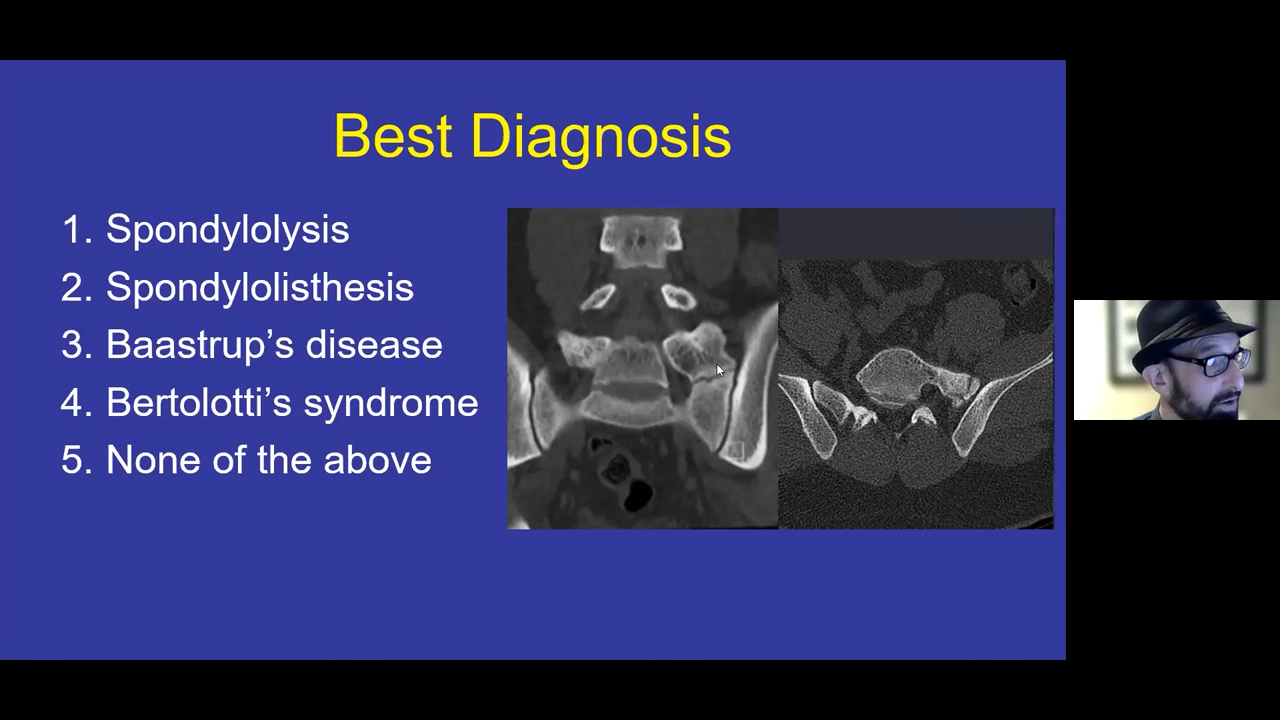 Best Diagnosis
1. Spondylolysis
2. Spondylolisthesis
3. Baastrup’s disease
4. Bertolotti’s syndrome
5. None of the above